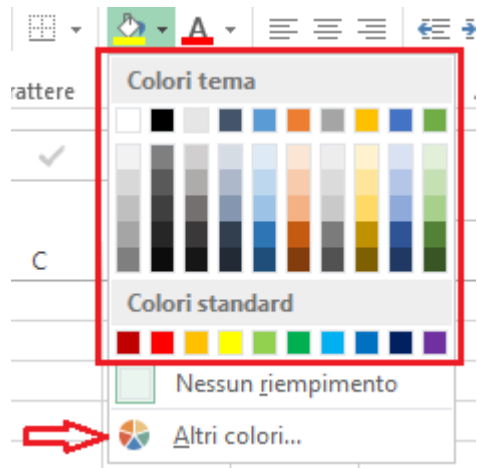 A
rattere
Colori tema
C
Colori standard
Nessun riempimento
Altri colori...